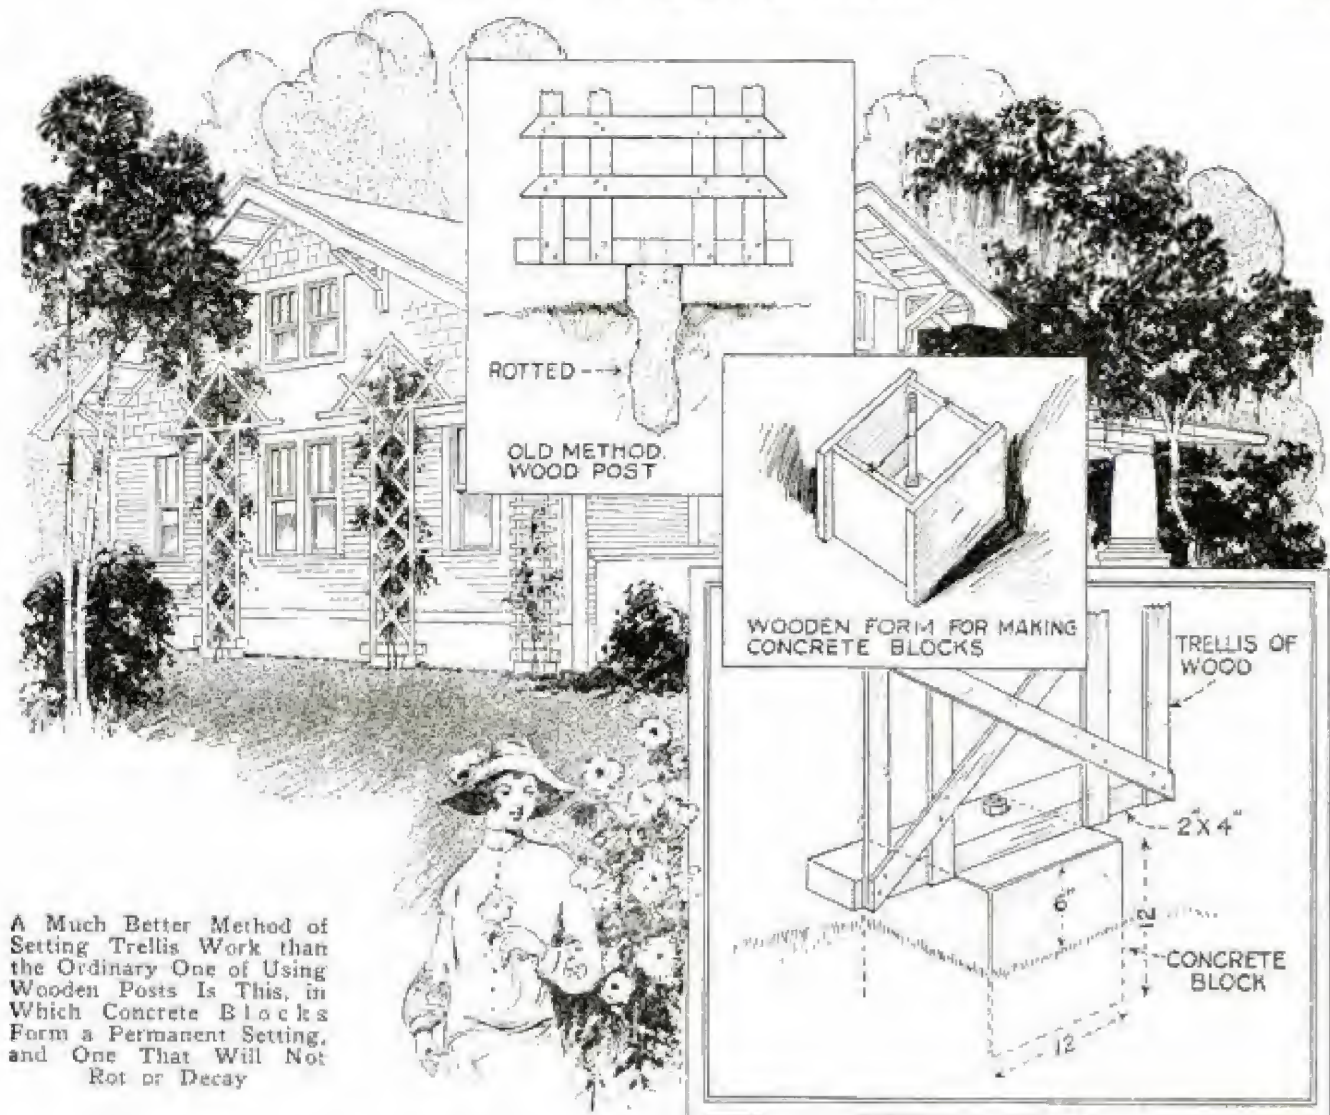 ROTTED
OLD METHOD.
WOOD POST
WOODEN FORM FOR MAKING
CONCRETE BLOCKS
TRELLIS OF
WOOD
2"X4"
6"
12
CONCRETE
BLOCK
12
A Much Better Method of
Setting Trellis Work than
the Ordinary One of Using
Wooden Posts Is This, in
Which Concrete Blocks
Form a Permanent Setting,
and One That Will Not
Rot or Decay